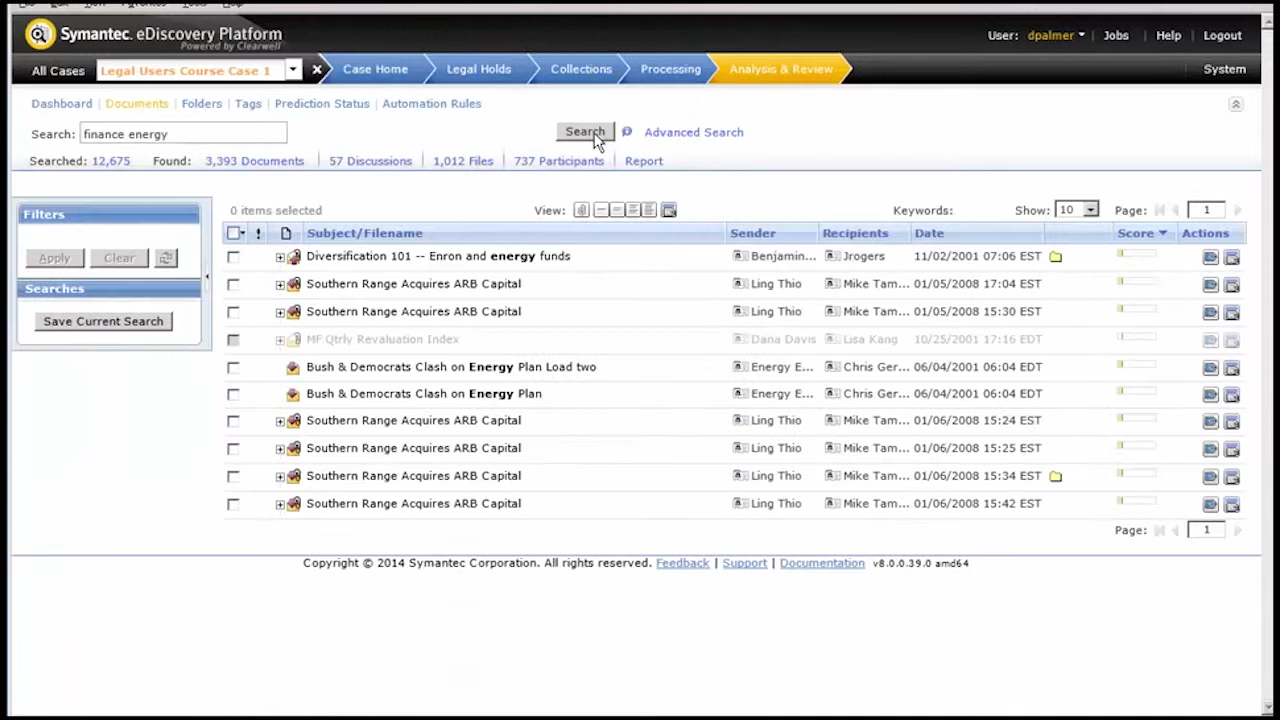 Symantec. eDiscovery Platform
Powered by Clearwell
User: dpalmer Jobs Help Logout
All Cases Legal Users Course Case 1 Case Home Legal Holds Collections Processing Analysis & Review System
Dashboard Documents Folders Tags Prediction Status Automation Rules
Search: finance energy Search Advanced Search
Searched: 12,675 Found: 3,393 Documents 57 Discussions 1,012 Files 737 Participants Report
Filters
Apply Clear
Searches
Save Current Search
0 items selected View: Keywords: Show: 10 Page: 1
! Subject/Filename Sender Recipients Date Score Actions
Diversification 101 -- Enron and energy funds Benjamin... Jrogers 11/02/2001 07:06 EST
Southern Range Acquires ARB Capital Ling Thio Mike Tam... 01/05/2008 17:04 EST
Southern Range Acquires ARB Capital Ling Thio Mike Tam... 01/05/2008 15:30 EST
MF Qtrly Revaluation Index Dana Davis Lisa Kang 10/25/2001 17:16 EDT
Bush & Democrats Clash on Energy Plan Load two Energy E... Chris Ger... 06/04/2001 06:04 EDT
Bush & Democrats Clash on Energy Plan Energy E... Chris Ger... 06/04/2001 06:04 EDT
Southern Range Acquires ARB Capital Ling Thio Mike Tam... 01/06/2008 15:24 EST
Southern Range Acquires ARB Capital Ling Thio Mike Tam... 01/06/2008 15:25 EST
Southern Range Acquires ARB Capital Ling Thio Mike Tam... 01/06/2008 15:34 EST
Southern Range Acquires ARB Capital Ling Thio Mike Tam... 01/06/2008 15:42 EST
Page: 1
Copyright © 2014 Symantec Corporation. All rights reserved. Feedback | Support | Documentation v8.0.0.39.0 amd64